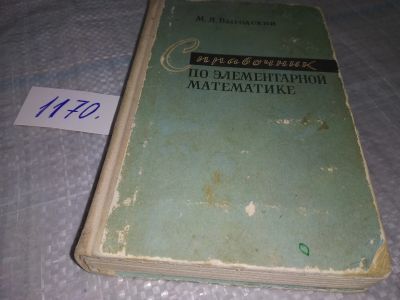 М. Я. Выгодский
Справочник
ПО ЭЛЕМЕНТАРНОЙ
МАТЕМАТИКЕ
1170.